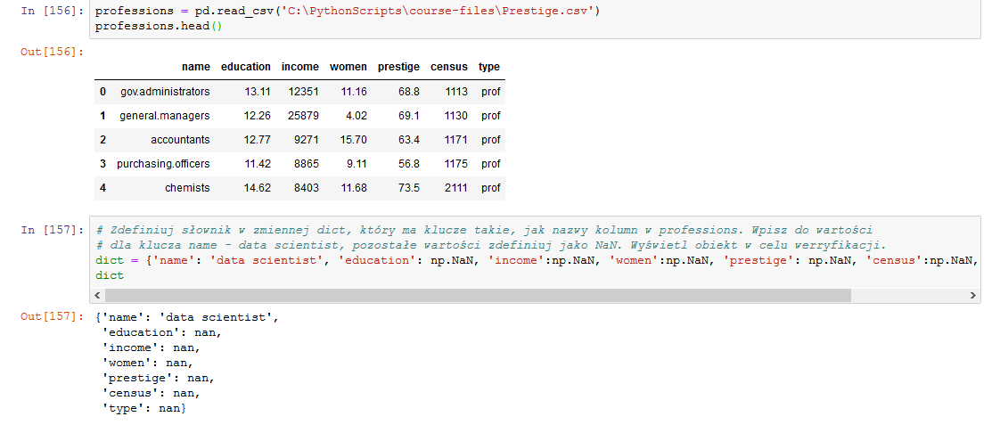 In [156]: professions = pd.read_csv('C:\PythonScripts\course-files\Prestige.csv')
professions.head()
Out[156]:
name education income women prestige census type
0 gov.administrators 13.11 12351 11.16 68.8 1113 prof
1 general.managers 12.26 25879 4.02 69.1 1130 prof
2 accountants 12.77 9271 15.70 63.4 1171 prof
3 purchasing.officers 11.42 8865 9.11 56.8 1175 prof
4 chemists 14.62 8403 11.68 73.5 2111 prof
In [157]: # Zdefiniuj słownik w zmiennej dict, który ma klucze takie, jak nazwy kolumn w professions. Wpisz do wartości
# dla klucza name - data scientist, pozostałe wartości zdefiniuj jako NaN. Wyświetl obiekt w celu werryfikacji.
dict = {'name': 'data scientist', 'education': np.NaN, 'income':np.NaN, 'women':np.NaN, 'prestige': np.NaN, 'census':np.NaN,
dict
Out[157]: {'name': 'data scientist',
'education': nan,
'income': nan,
'women': nan,
'prestige': nan,
'census': nan,
'type': nan}